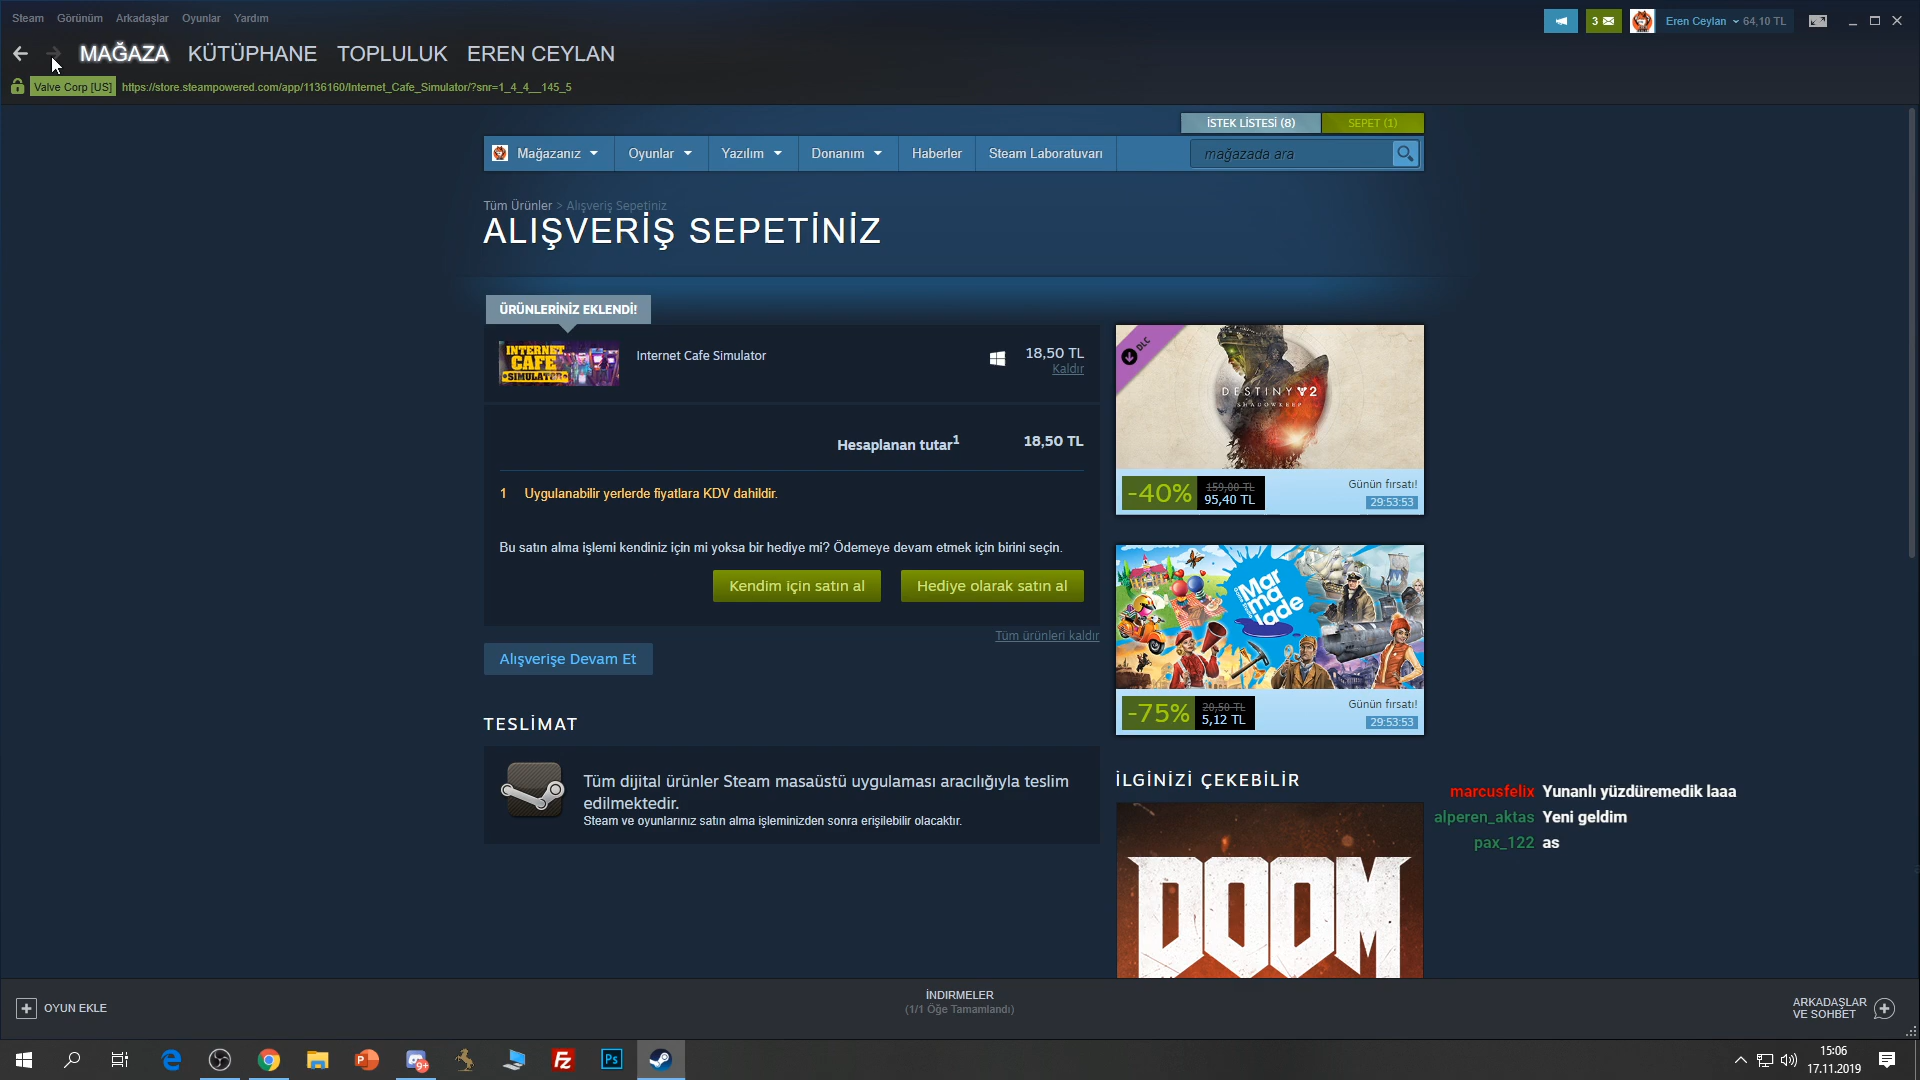 Steam Görünüm Arkadaşlar Oyunlar Yardım
3 Eren Ceylan 64,10 TL
MAĞAZA KÜTÜPHANE TOPLULUK EREN CEYLAN
Valve Corp [US] https://store.steampowered.com/app/1136160/Internet_Cafe_Simulator/?snr=1_4_4__145_5
İSTEK LİSTESİ (8) SEPET (1)
Mağazanız Oyunlar Yazılım Donanım Haberler Steam Laboratuvarı mağazada ara
Tüm Ürünler > Alışveriş Sepetiniz
ALIŞVERİŞ SEPETİNİZ
ÜRÜNLERİNİZ EKLENDİ!
INTERNET
CAFE
SIMULATOR
Internet Cafe Simulator 18,50 TL
Kaldır
Hesaplanan tutar1 18,50 TL
1 Uygulanabilir yerlerde fiyatlara KDV dahildir.
Bu satın alma işlemi kendiniz için mi yoksa bir hediye mi? Ödemeye devam etmek için birini seçin.
Kendim için satın al Hediye olarak satın al
Tüm ürünleri kaldır
Alışverişe Devam Et
TESLİMAT
Tüm dijital ürünler Steam masaüstü uygulaması aracılığıyla teslim
edilmektedir.
Steam ve oyunlarınız satın alma işleminizden sonra erişilebilir olacaktır.
DLC
DESTINY 2
SHADOWKEEP
-40% 159,00 TL
95,40 TL
Günün fırsatı!
29:53:53
Mar
ma
lade
-75% 20,50 TL
5,12 TL
Günün fırsatı!
29:53:53
İLGİNİZİ ÇEKEBİLİR
DOOM
marcusfelix Yunanlı yüzdüremedik laaa
alperen_aktas Yeni geldim
pax_122 as
OYUN EKLE
İNDİRMELER
(1/1 Öğe Tamamlandı)
ARKADAŞLAR
VE SOHBET
9+
Fz
Ps
15:06
17.11.2019